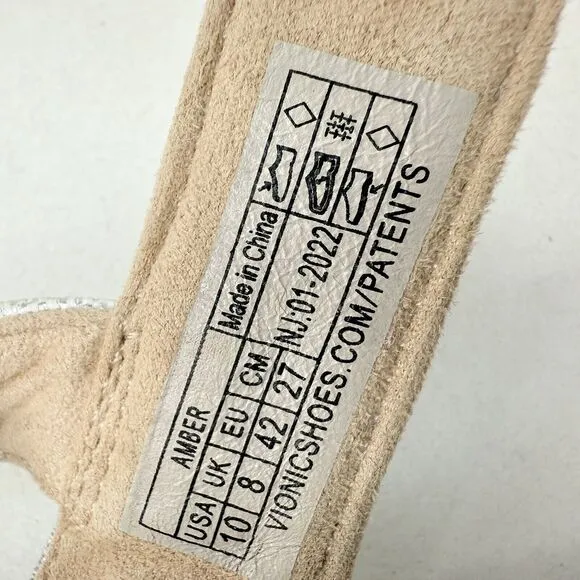 AMBER
Made in China
USA UK EU CM
NJ:01-2022
10 8 42 27
VIONICSHOES.COM/PATENTS